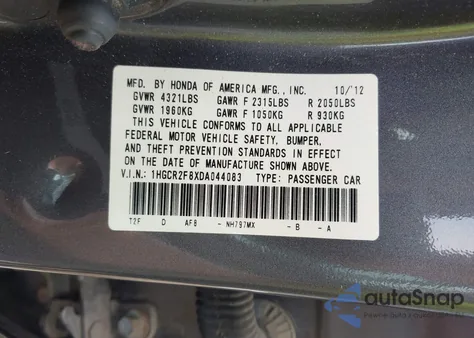 MFD. BY HONDA OF AMERICA MFG., INC. 10/'12
GVWR 4321LBS GAWR F 2315LBS R 2050LBS
GVWR 1960KG GAWR F 1050KG R 930KG
THIS VEHICLE CONFORMS TO ALL APPLICABLE
FEDERAL MOTOR VEHICLE SAFETY, BUMPER,
AND THEFT PREVENTION STANDARDS IN EFFECT
ON THE DATE OF MANUFACTURE SHOWN ABOVE.
V.I.N.: 1HGCR2F8XDA044083 TYPE: PASSENGER CAR
T2F D AF8 - NH797MX - B - A
autoSnap